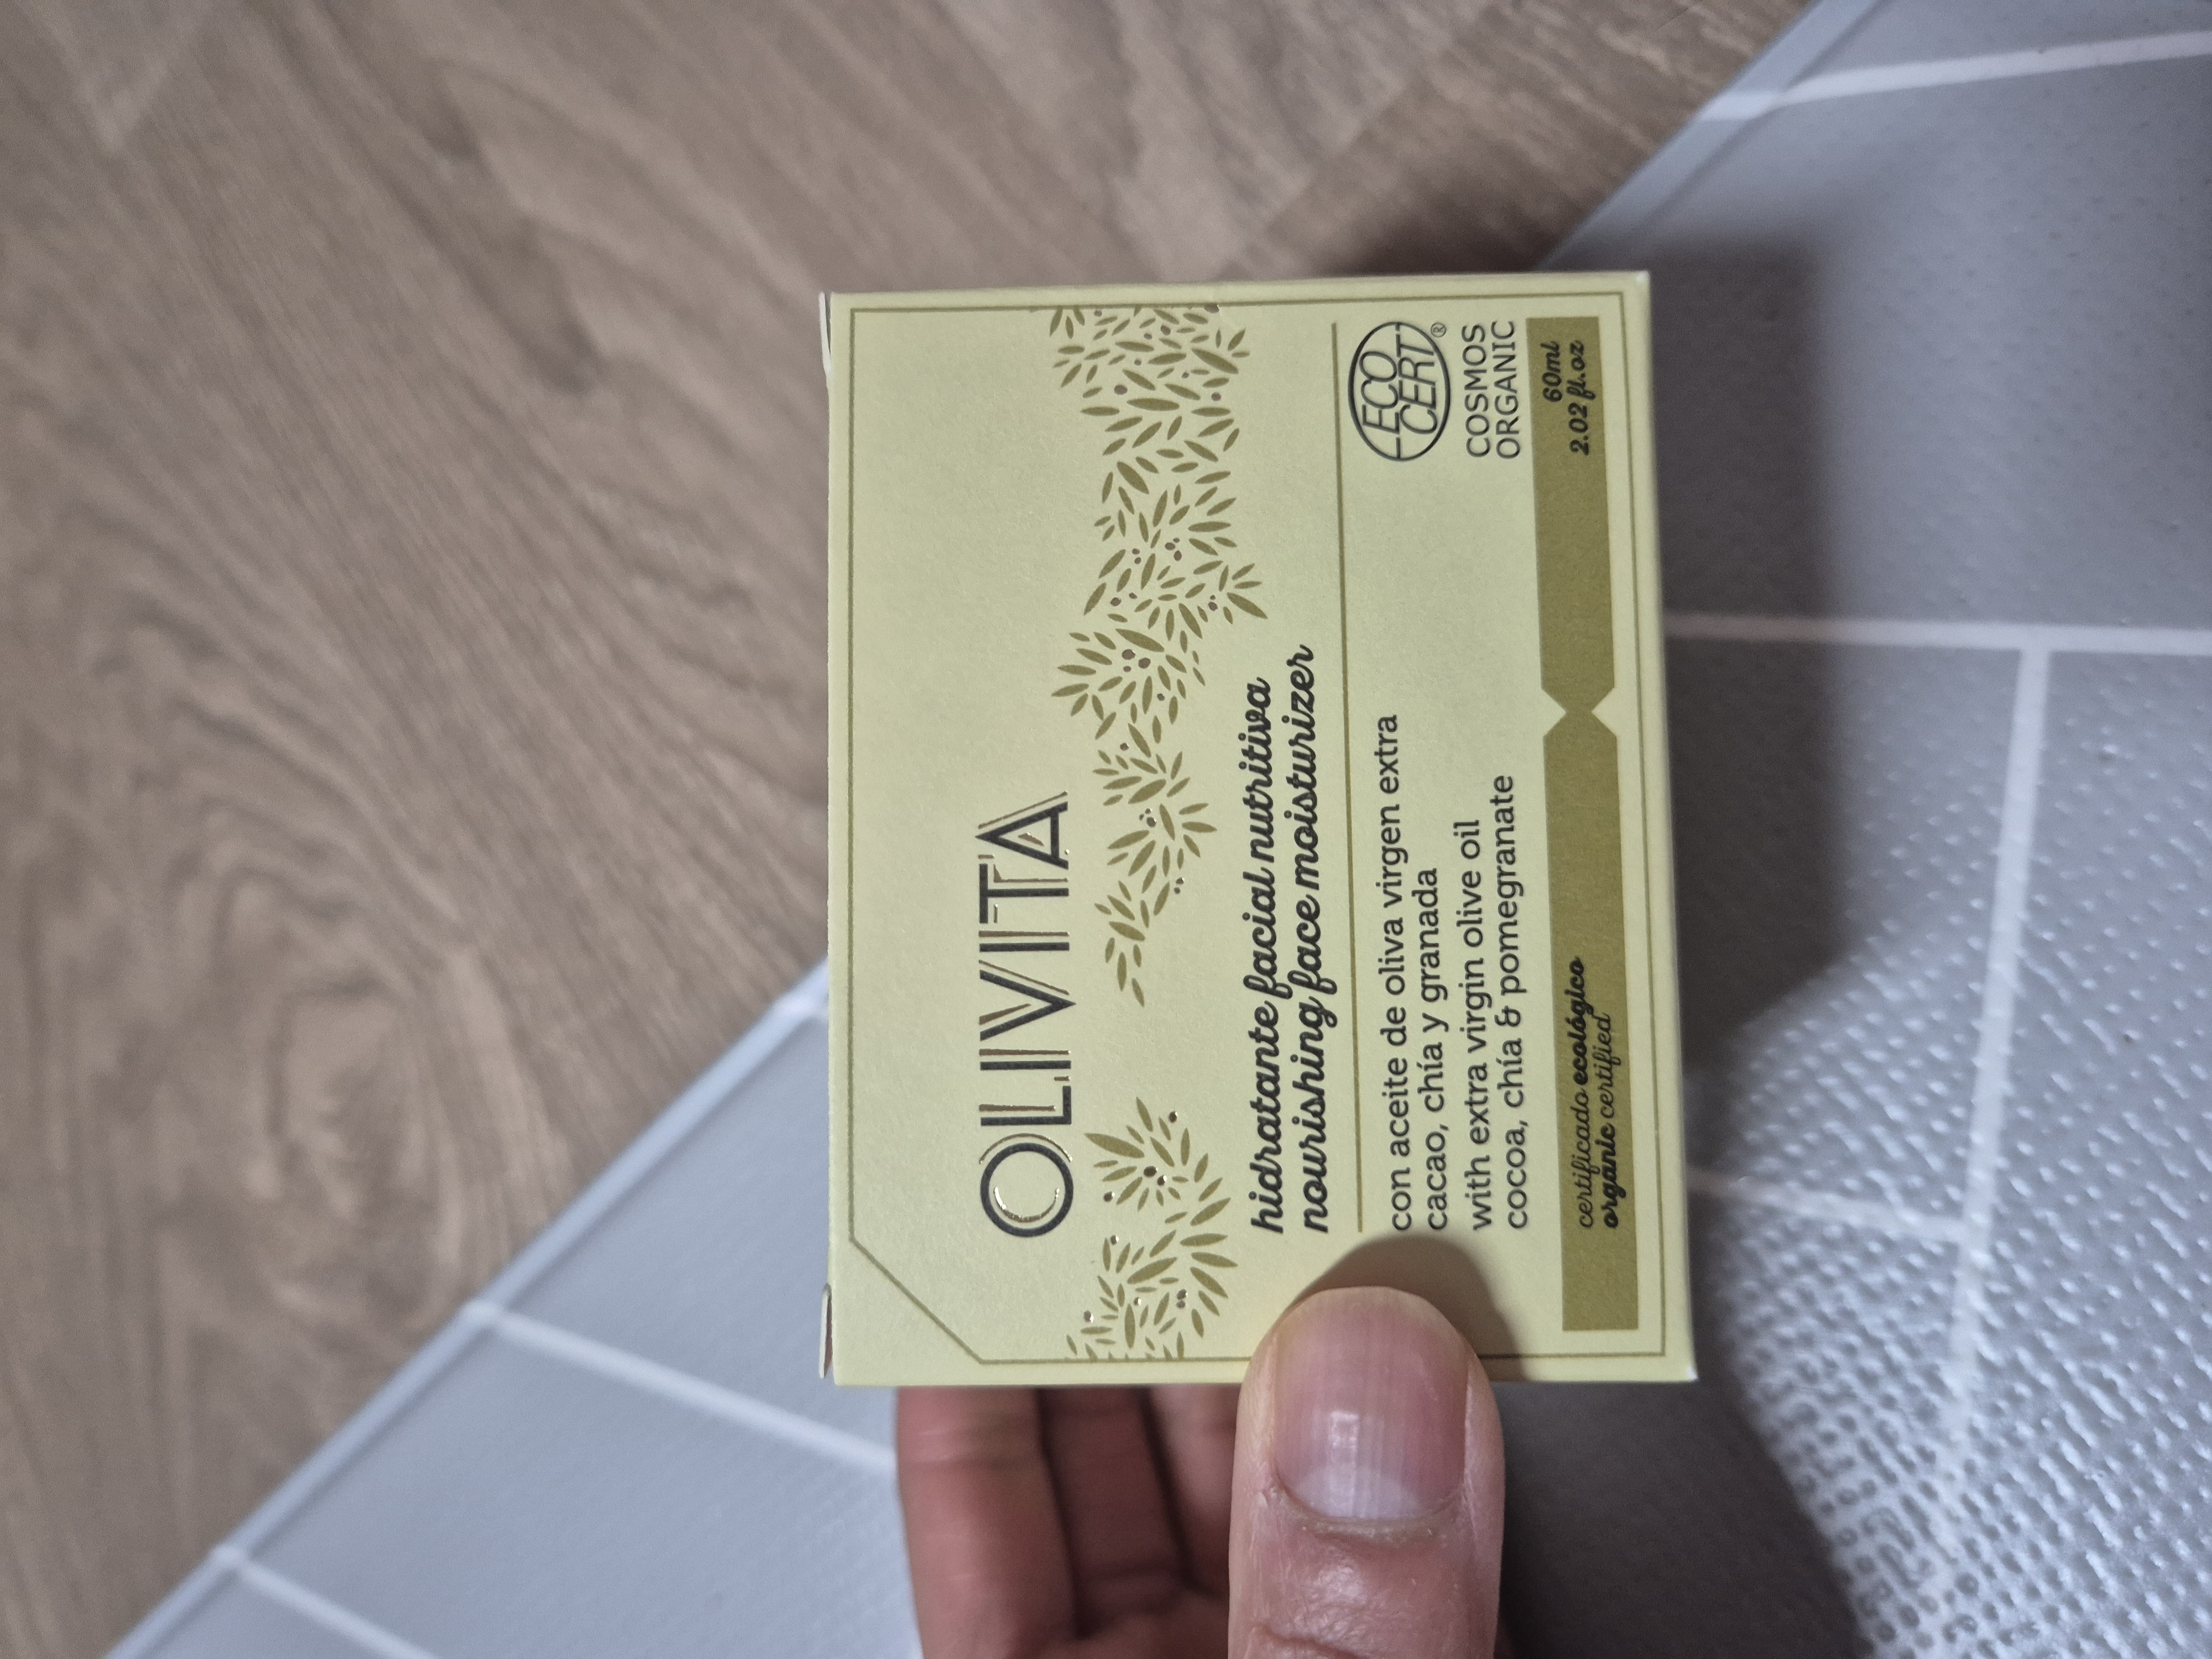 OLIVITA
hidratante facial nutritiva
nourishing face moisturizer
con aceite de oliva virgen extra
cacao, chía y granada
with extra virgin olive oil
cocoa, chía & pomegranate
ECO
CERT®
COSMOS
ORGANIC
certificado ecológico
organic certified
60ml
2.02 fl.oz